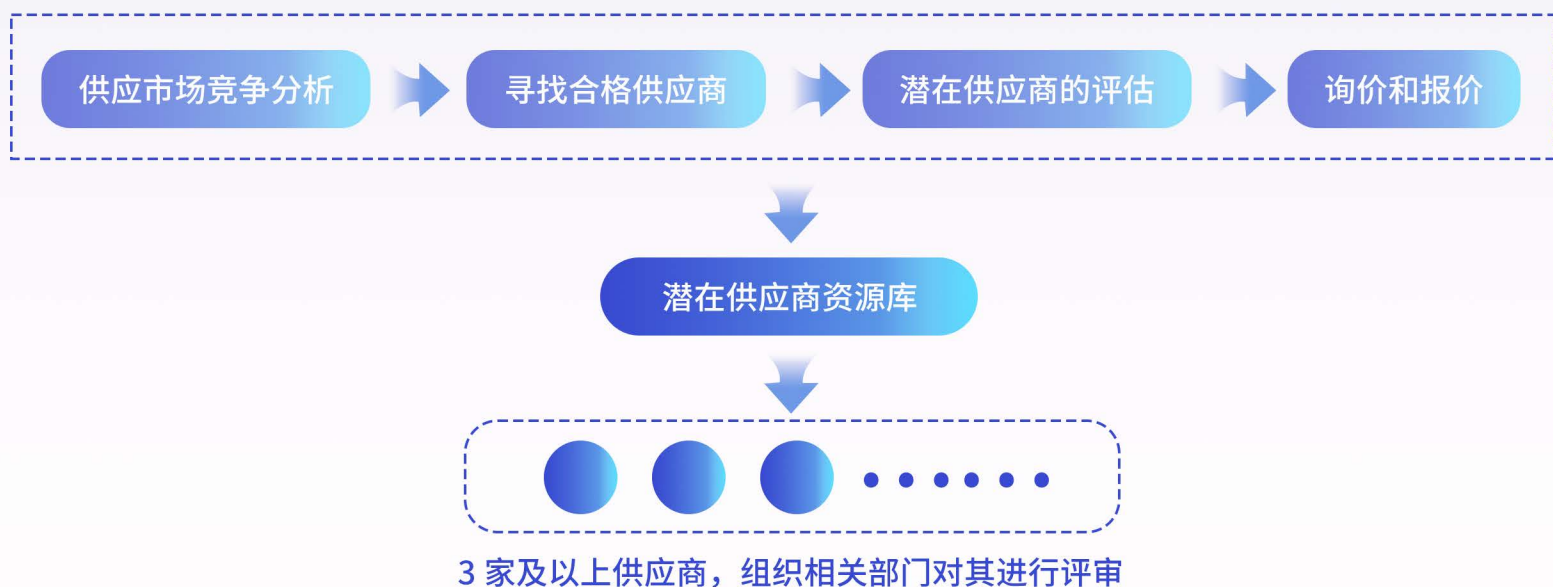 供应市场竞争分析
寻找合格供应商
潜在供应商的评估
询价和报价
潜在供应商资源库
3 家及以上供应商，组织相关部门对其进行评审